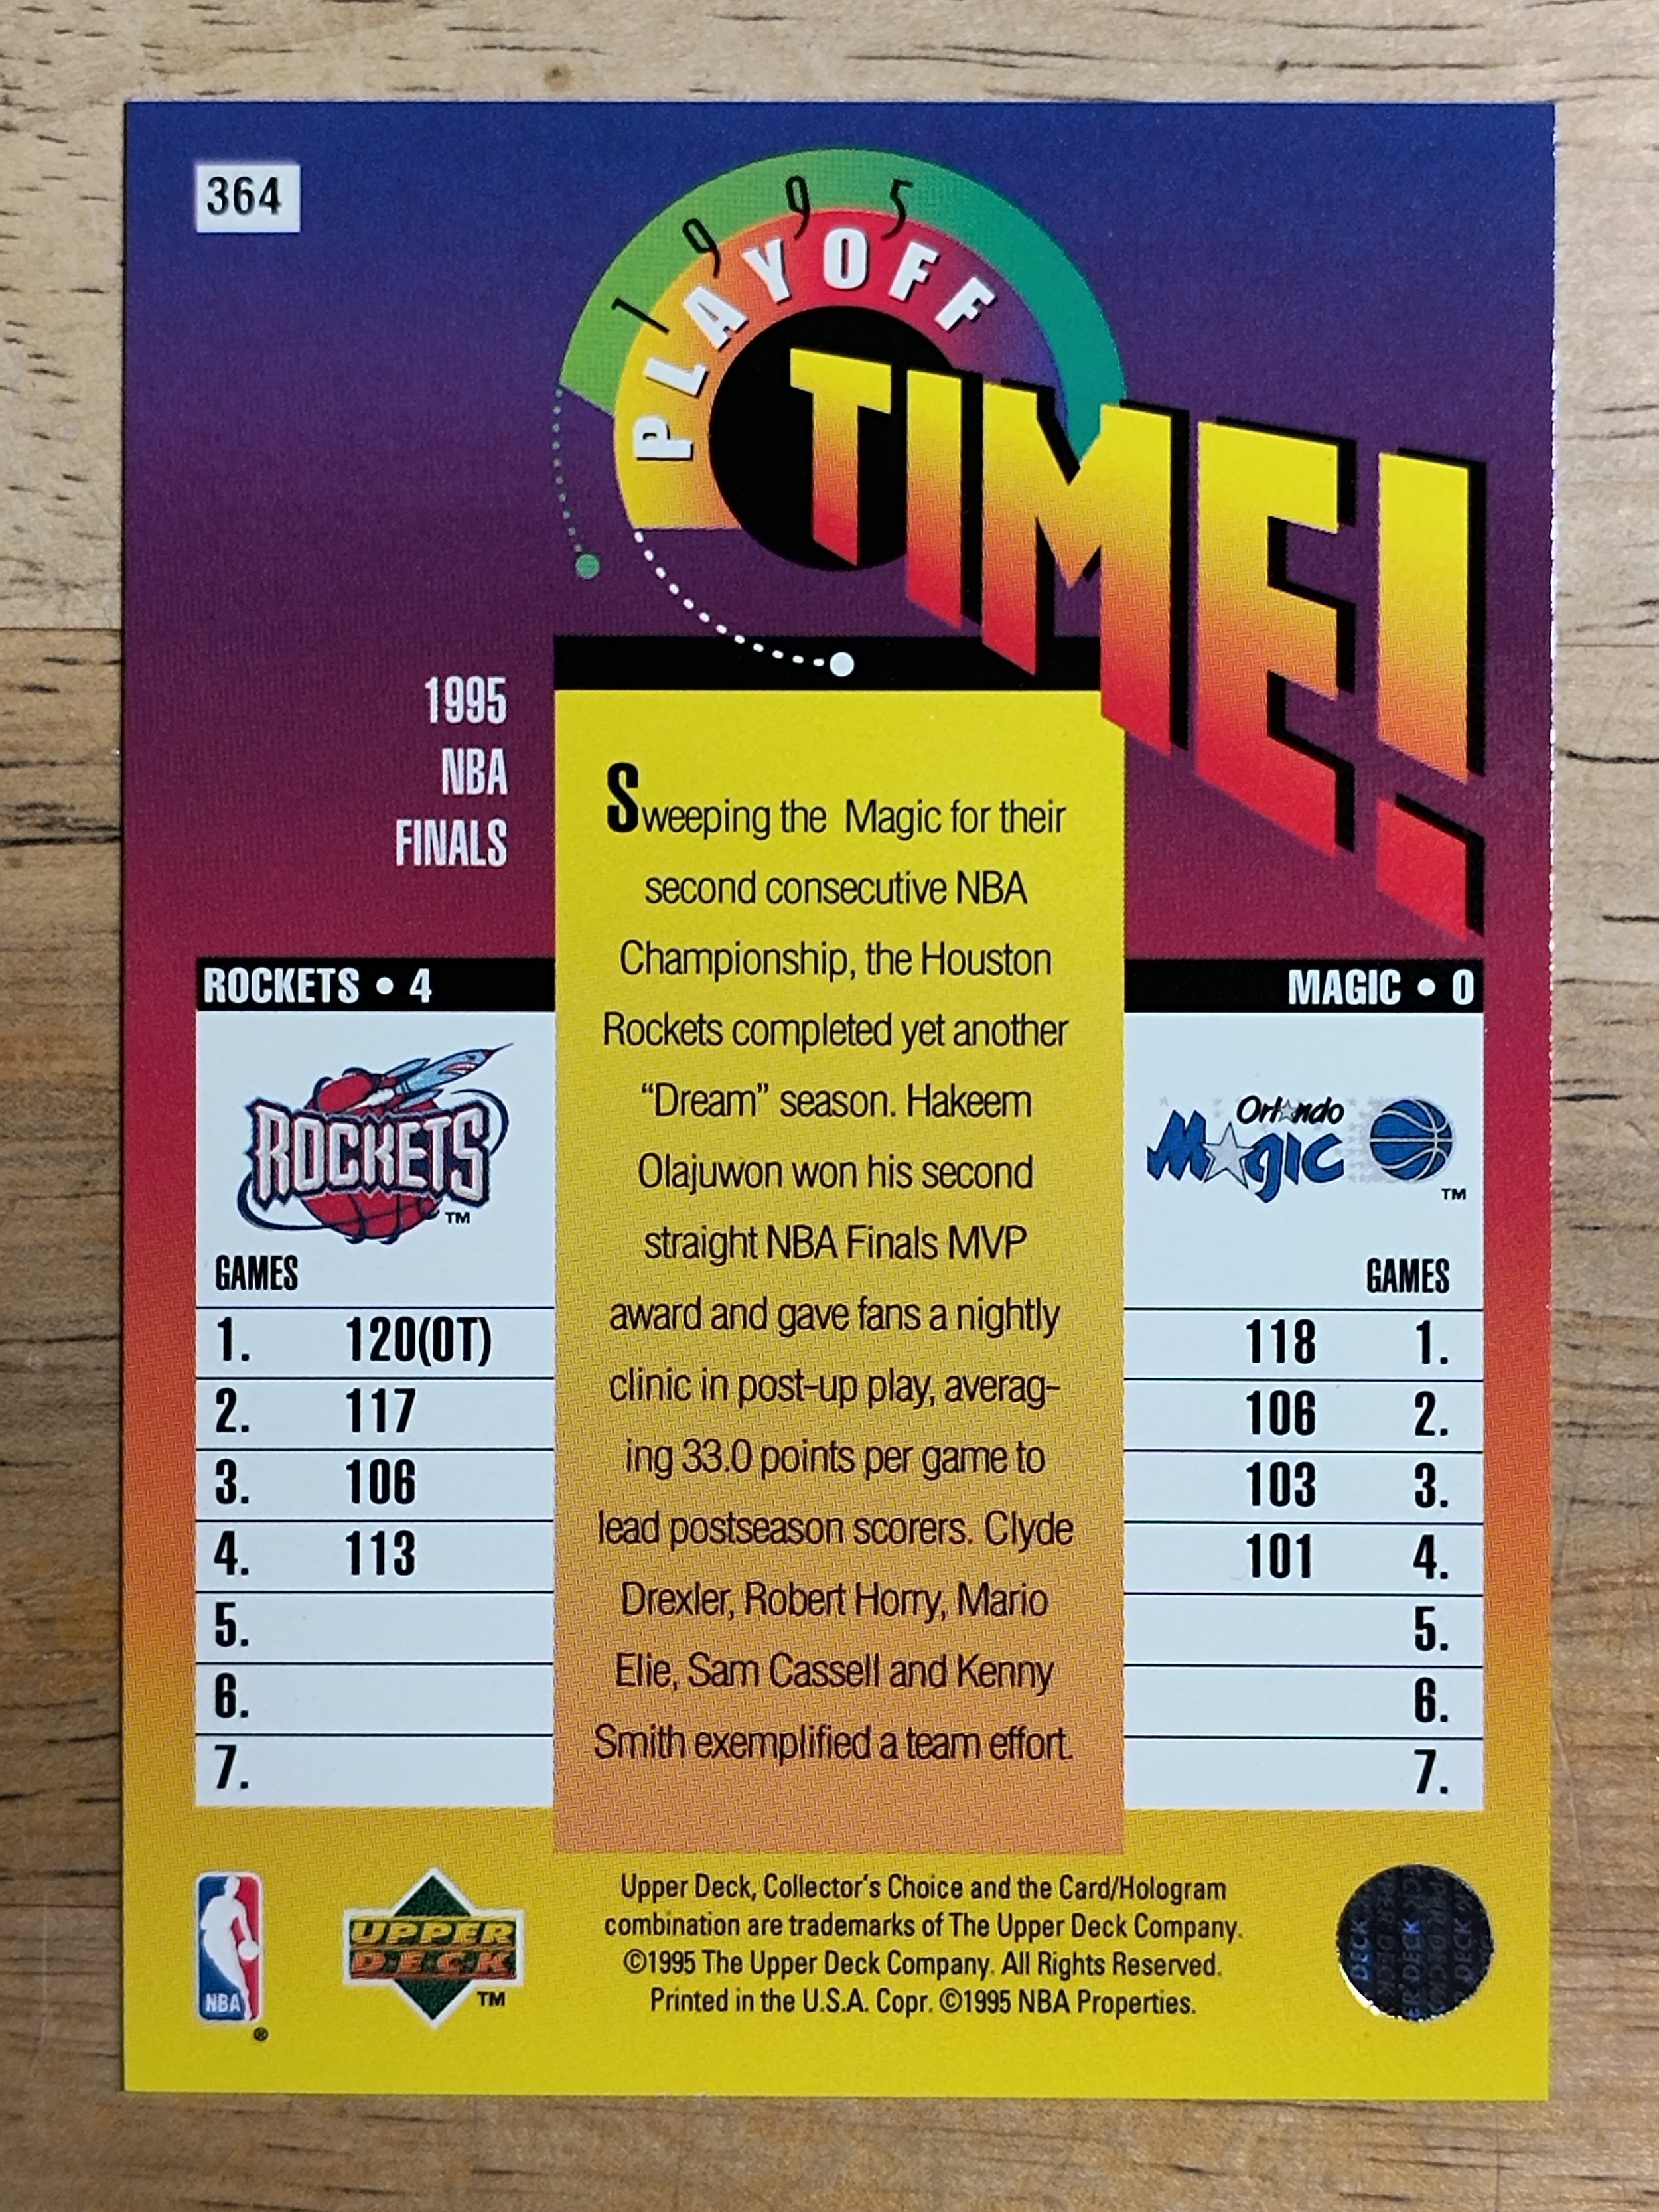 364
1995
PLAYOFF
TIME!
1995
NBA
FINALS
Sweeping the Magic for their
second consecutive NBA
Championship, the Houston
Rockets completed yet another
“Dream” season. Hakeem
Olajuwon won his second
straight NBA Finals MVP
award and gave fans a nightly
clinic in post-up play, averag-
ing 33.0 points per game to
lead postseason scorers. Clyde
Drexler, Robert Horry, Mario
Elie, Sam Cassell and Kenny
Smith exemplified a team effort.
ROCKETS • 4
ROCKETS TM
GAMES
1. 120(OT)
2. 117
3. 106
4. 113
5.
6.
7.
MAGIC • 0
Orlando
Magic TM
GAMES
118 1.
106 2.
103 3.
101 4.
5.
6.
7.
NBA ®
UPPER
DECK TM
Upper Deck, Collector's Choice and the Card/Hologram
combination are trademarks of The Upper Deck Company.
©1995 The Upper Deck Company. All Rights Reserved.
Printed in the U.S.A. Copr. ©1995 NBA Properties.
DECK
DECK
DECK